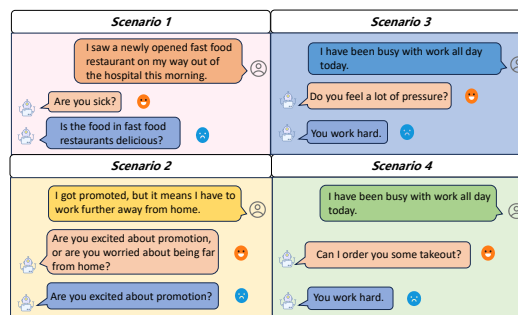 Scenario 1
I saw a newly opened fast food
restaurant on my way out of
the hospital this morning.
Are you sick?
Is the food in fast food
restaurants delicious?
Scenario 3
I have been busy with work all day
today.
Do you feel a lot of pressure?
You work hard.
Scenario 2
I got promoted, but it means I have to
work further away from home.
Are you excited about promotion,
or are you worried about being far
from home?
Are you excited about promotion?
Scenario 4
I have been busy with work all day
today.
Can I order you some takeout?
You work hard.